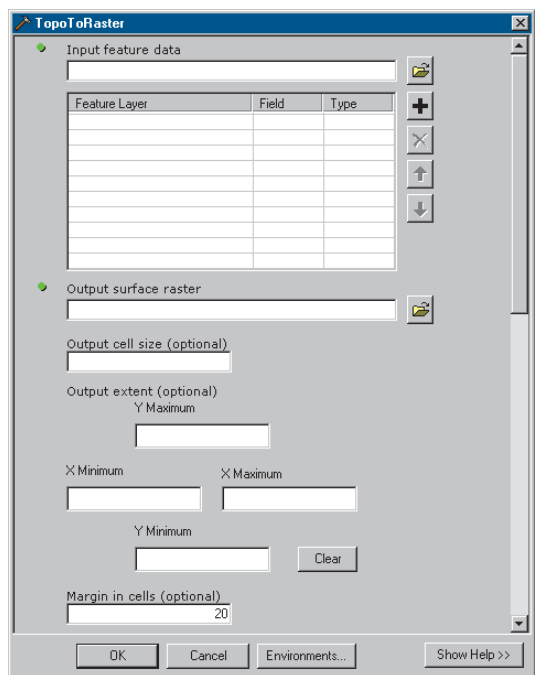 TopoToRaster
Input feature data
Feature Layer Field Type
Output surface raster
Output cell size (optional)
Output extent (optional)
Y Maximum
X Minimum X Maximum
Y Minimum
Clear
Margin in cells (optional)
20
OK Cancel Environments... Show Help >>